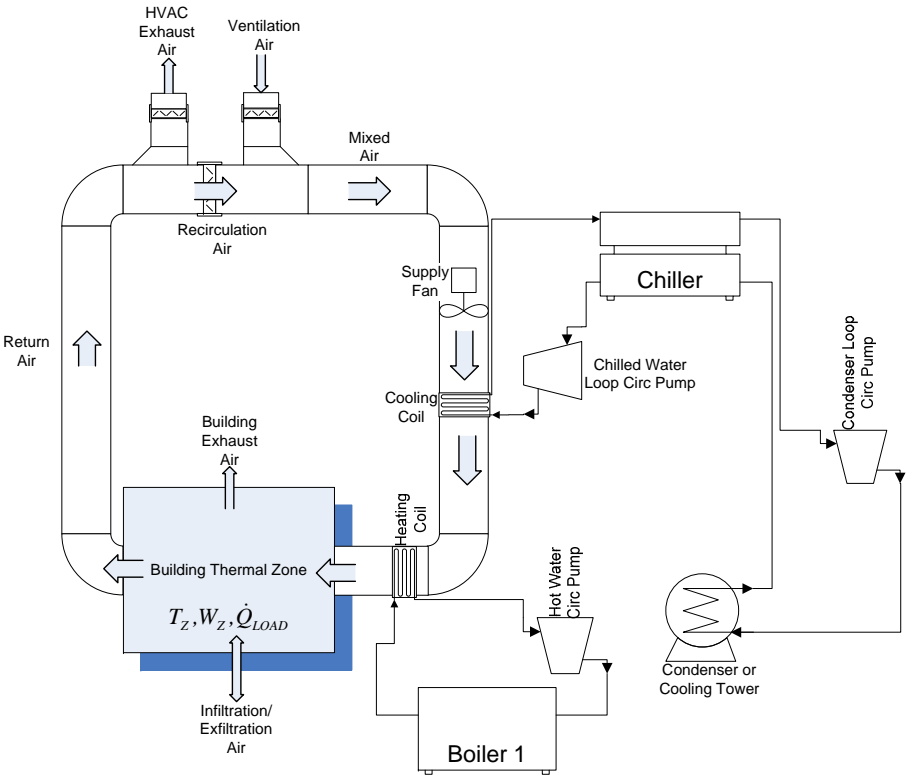 HVAC
Exhaust
Air
Ventilation
Air
Mixed
Air
Recirculation
Air
Supply
Fan
Chiller
Return
Air
Chilled Water
Loop Circ Pump
Condenser Loop
Circ Pump
Cooling
Coil
Building
Exhaust
Air
Heating
Coil
Building Thermal Zone
T_Z, W_Z, Q̇_LOAD
Hot Water
Circ Pump
Condenser or
Cooling Tower
Infiltration/
Exfiltration
Air
Boiler 1